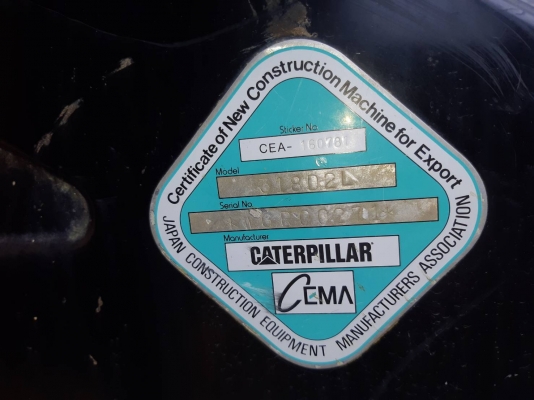 Certificate of New Construction Machine for Export
Sticker No.
CEA-
Model
318D2L
Serial No.
Manufacturer
CATERPILLAR
CEMA
JAPAN CONSTRUCTION EQUIPMENT MANUFACTURERS ASSOCIATION